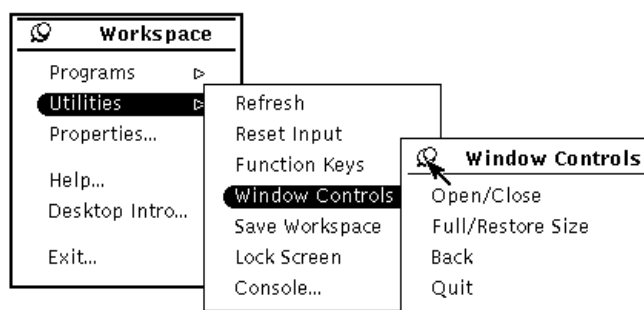 Workspace
Programs
Utilities
Properties...
Help...
Desktop Intro...
Exit...
Refresh
Reset Input
Function Keys
Window Controls
Save Workspace
Lock Screen
Console...
Window Controls
Open/Close
Full/Restore Size
Back
Quit